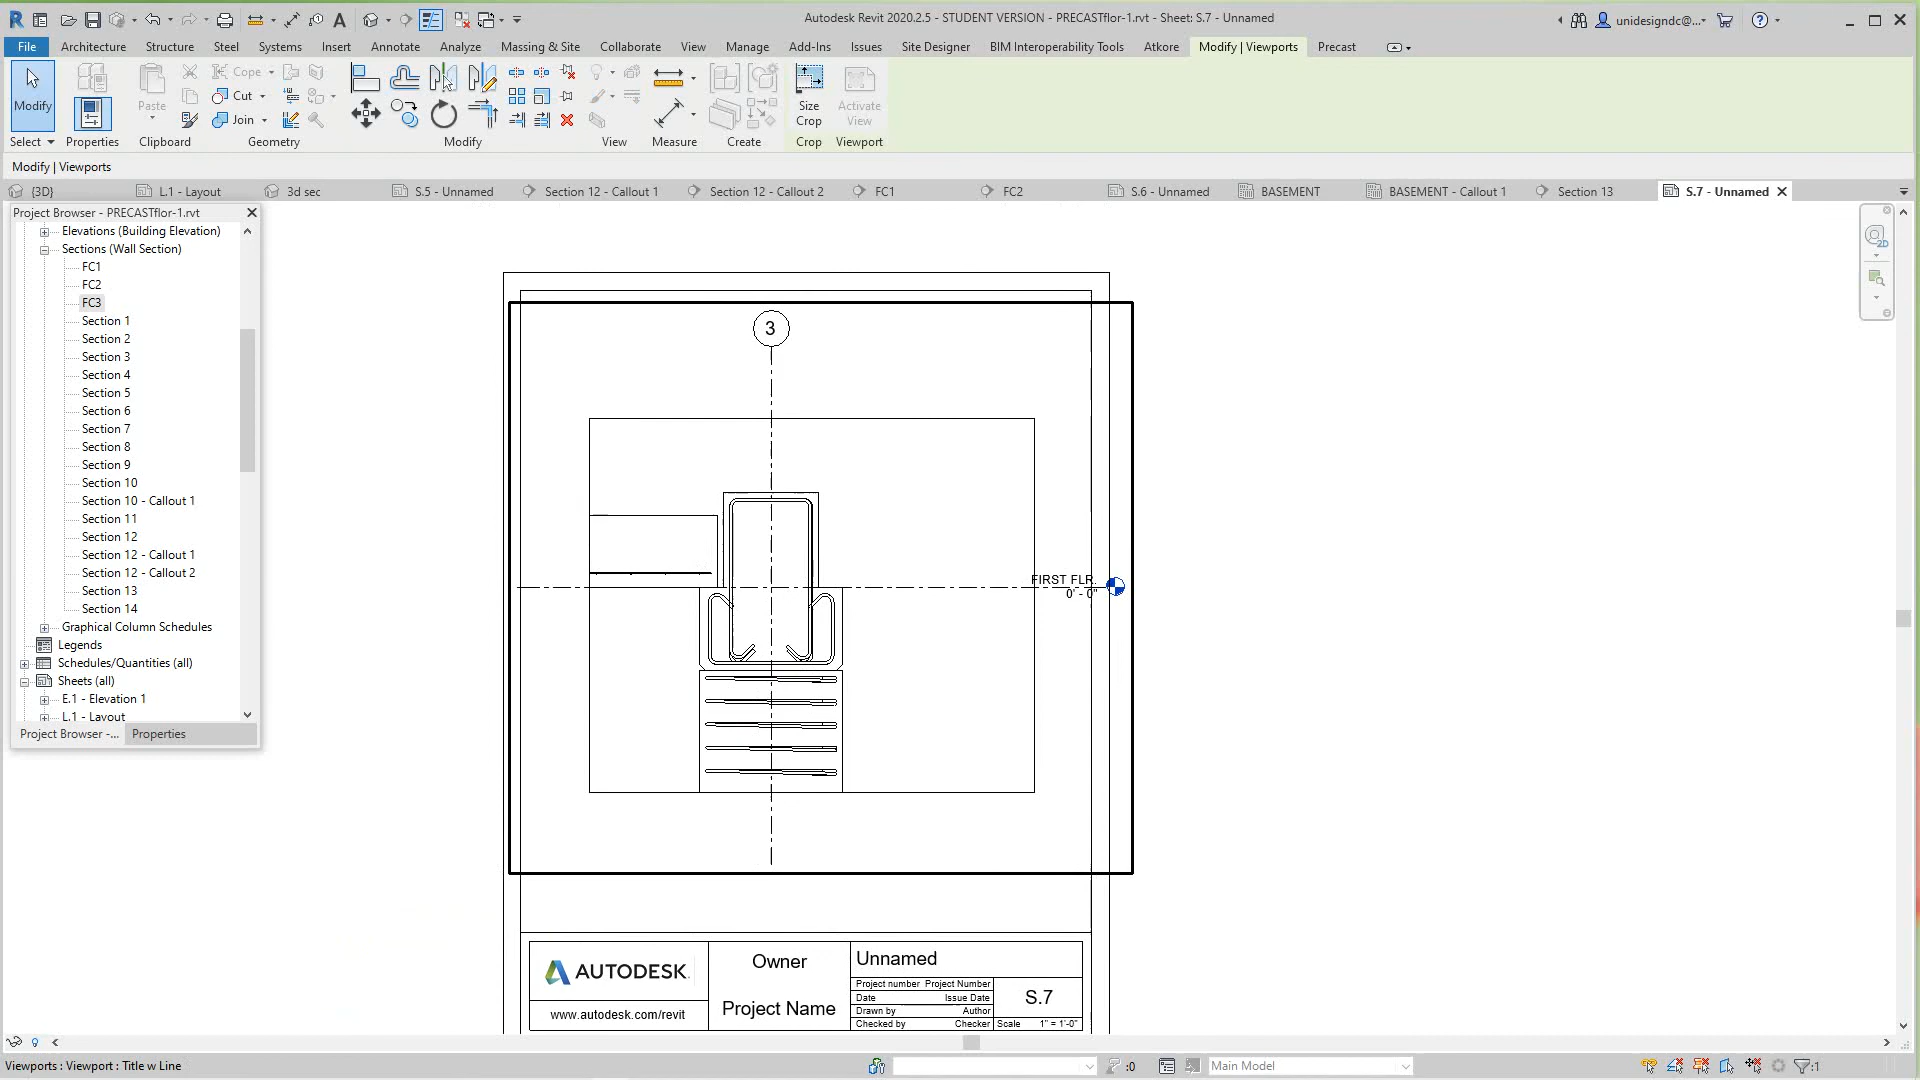 Autodesk Revit 2020.2.5 - STUDENT VERSION - PRECASTflor-1.rvt - Sheet: S.7 - Unnamed
unidesigndc@...
File Architecture Structure Steel Systems Insert Annotate Analyze Massing & Site Collaborate View Manage Add-Ins Issues Site Designer BIM Interoperability Tools Atkore Modify | Viewports Precast
Modify
Paste
Cope
Cut
Join
Size
Crop
Activate
View
Select Properties Clipboard Geometry Modify View Measure Create Crop Viewport
Modify | Viewports
{3D} L.1 - Layout 3d sec S.5 - Unnamed Section 12 - Callout 1 Section 12 - Callout 2 FC1 FC2 S.6 - Unnamed BASEMENT BASEMENT - Callout 1 Section 13 S.7 - Unnamed
Project Browser - PRECASTflor-1.rvt
Elevations (Building Elevation)
Sections (Wall Section)
FC1
FC2
FC3
Section 1
Section 2
Section 3
Section 4
Section 5
Section 6
Section 7
Section 8
Section 9
Section 10
Section 10 - Callout 1
Section 11
Section 12
Section 12 - Callout 1
Section 12 - Callout 2
Section 13
Section 14
Graphical Column Schedules
Legends
Schedules/Quantities (all)
Sheets (all)
E.1 - Elevation 1
L.1 - Layout
Project Browser -... Properties
2D
3
FIRST FLR.
0' - 0"
AUTODESK.
www.autodesk.com/revit
Owner
Project Name
Unnamed
Project number Project Number
Date Issue Date
Drawn by Author
Checked by Checker
S.7
Scale 1" = 1'-0"
Viewports : Viewport : Title w Line
:0
Main Model
:1